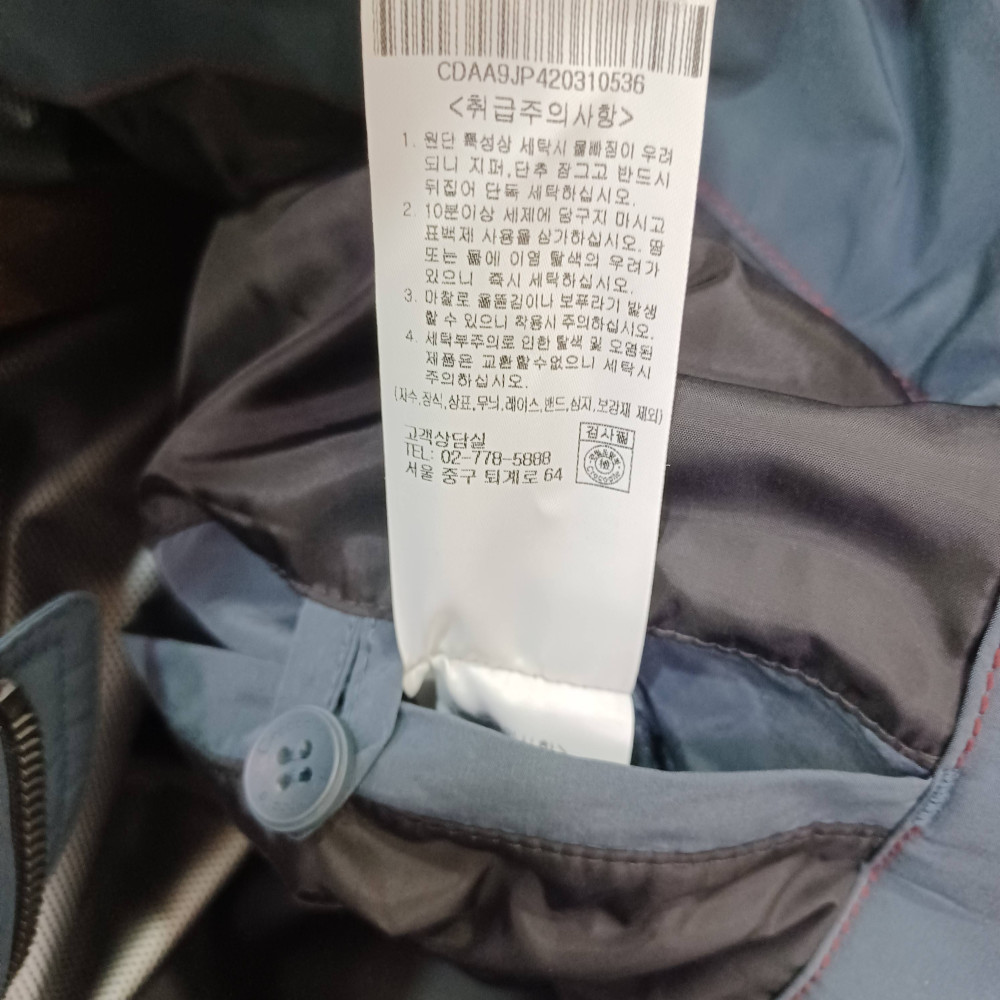 CDAA9JP420310536
<취급주의사항>
1. 원단 특성상 세탁시 물빠짐이 우려
되니 지퍼,단추 잠그고 반드시
뒤집어 단독 세탁하십시오.
2. 10분이상 세제에 담구지 마시고
표백제 사용을 삼가하십시오. 땀
또는 물에 이염 탈색의 우려가
있으니 즉시 세탁하십시오.
3. 마찰로 올뜯김이나 보푸라기 발생
할 수 있으니 착용시 주의하십시오.
4. 세탁부주의로 인한 탈색 및 오염된
제품은 교환할수없으니 세탁시
주의하십시오.
(자수,장식,상표,무늬,레이스,밴드,심지,보강재 제외)
고객상담실
TEL: 02-778-5888
서울 중구 퇴계로 64
검사필
Crocodile